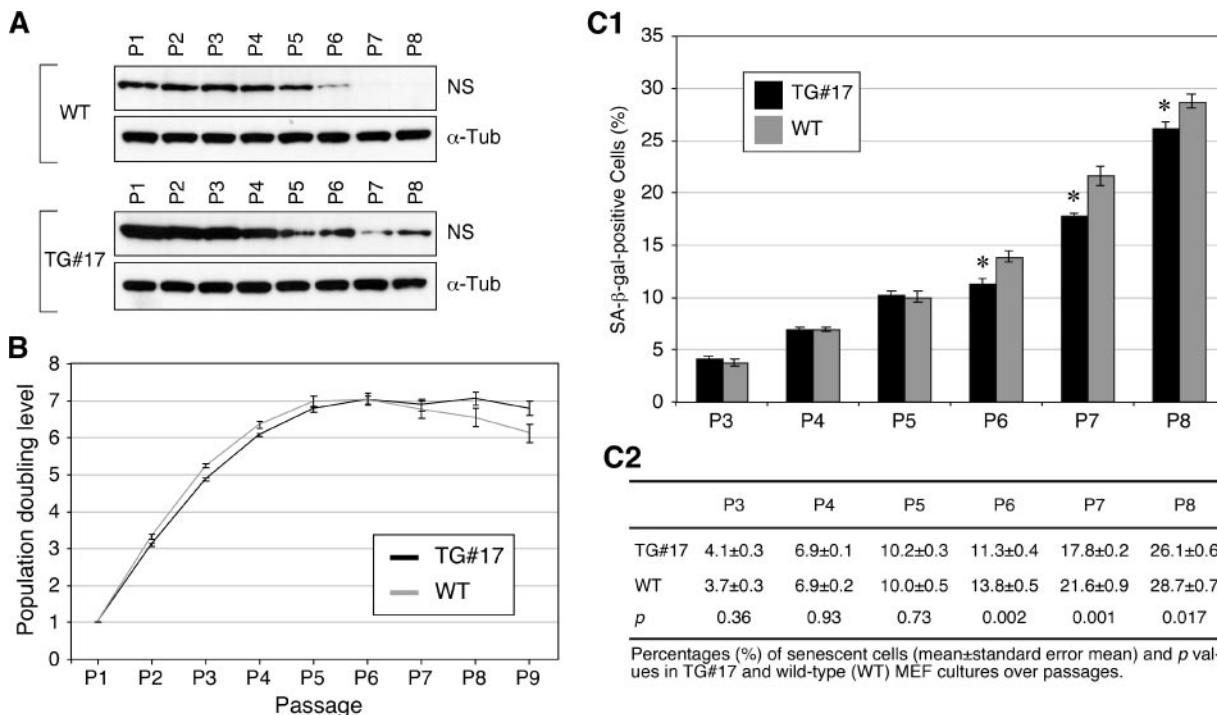 A
P1 P2 P3 P4 P5 P6 P7 P8
WT
NS
α-Tub
P1 P2 P3 P4 P5 P6 P7 P8
TG#17
NS
α-Tub
B
Population doubling level
8
7
6
5
4
3
2
1
0
TG#17
WT
P1 P2 P3 P4 P5 P6 P7 P8 P9
Passage
C1
SA-β-gal-positive Cells (%)
35
30
25
20
15
10
5
0
TG#17
WT
* * *
P3 P4 P5 P6 P7 P8
C2
P3 P4 P5 P6 P7 P8
TG#17 4.1±0.3 6.9±0.1 10.2±0.3 11.3±0.4 17.8±0.2 26.1±0.6
WT 3.7±0.3 6.9±0.2 10.0±0.5 13.8±0.5 21.6±0.9 28.7±0.7
p 0.36 0.93 0.73 0.002 0.001 0.017
Percentages (%) of senescent cells (mean±standard error mean) and p val-
ues in TG#17 and wild-type (WT) MEF cultures over passages.